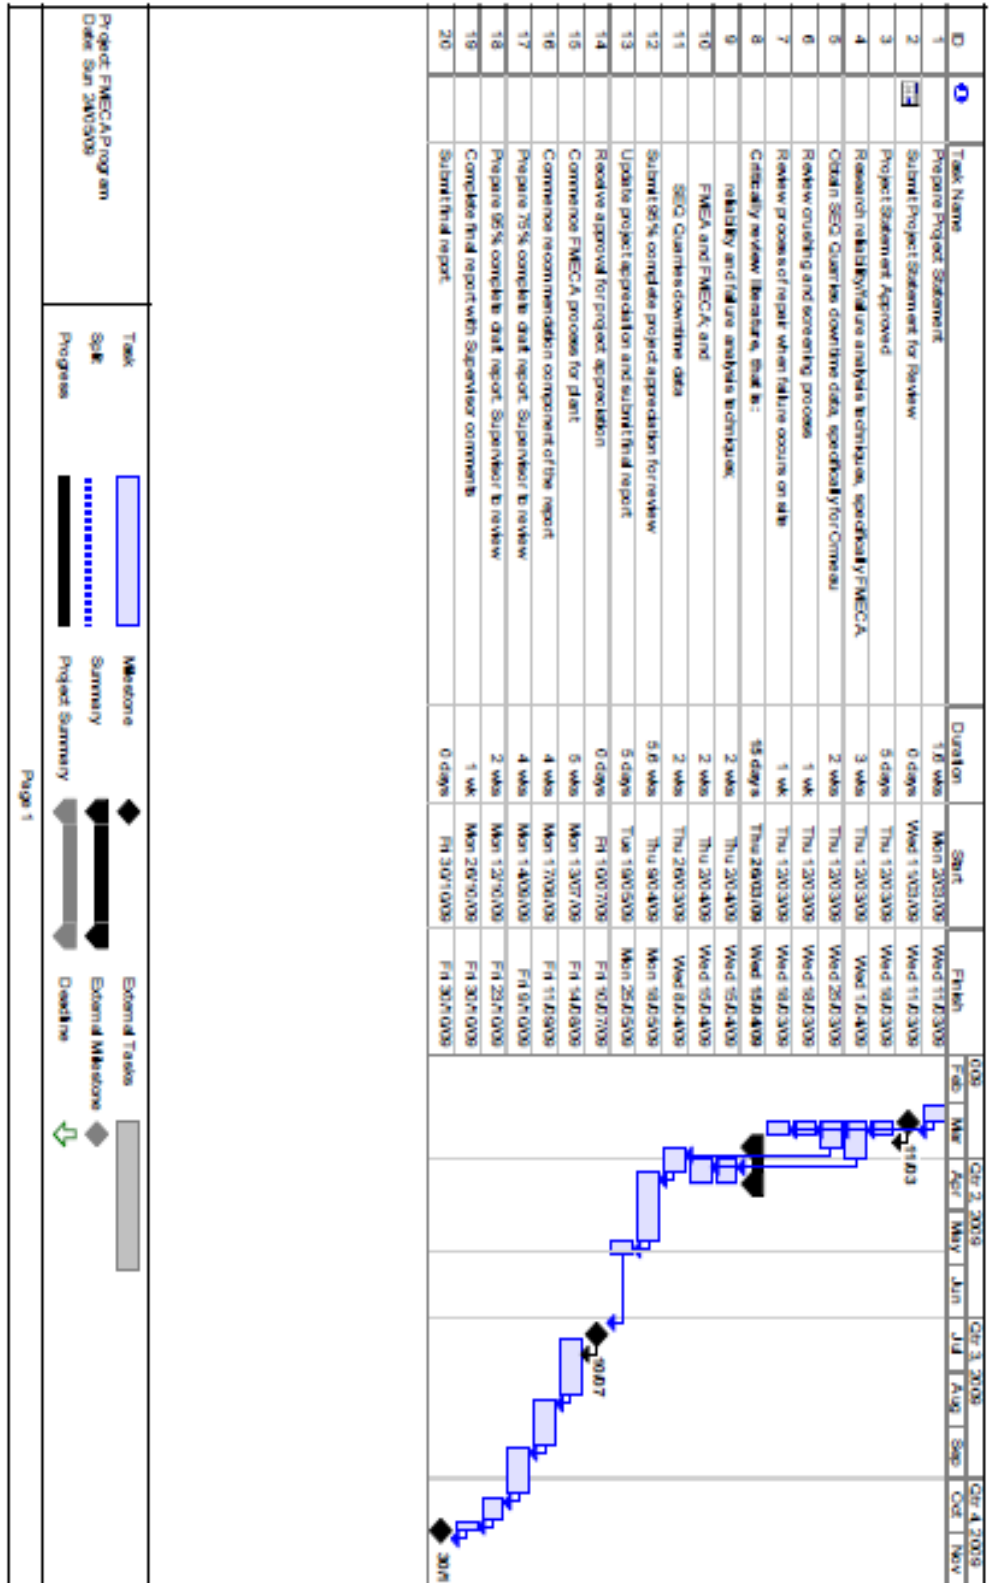 ID Task Name Duration Start Finish
009 Qtr 2, 2009 Qtr 3, 2009 Qtr 4, 2009
Feb Mar Apr May Jun Jul Aug Sep Oct Nov
1 Prepare Project Statement 1.6 wks Mon 2/03/09 Wed 11/03/09
2 Submit Project Statement for Review 0 days Wed 11/03/09 Wed 11/03/09 11/03
3 Project Statement Approved 5 days Thu 12/03/09 Wed 18/03/09
4 Research reliability/failure analysis techniques, specifically FMECA 3 wks Thu 12/03/09 Wed 1/04/09
5 Obtain SEQ Quarries downtime data, specifically for Ormeau 2 wks Thu 12/03/09 Wed 25/03/09
6 Review crushing and screening process 1 wk Thu 12/03/09 Wed 18/03/09
7 Review process of repair when failure occurs on site 1 wk Thu 12/03/09 Wed 18/03/09
8 Critically review literature, that is: 15 days Thu 26/03/09 Wed 15/04/09
9 reliability and failure analysis techniques; 2 wks Thu 2/04/09 Wed 15/04/09
10 FMEA and FMECA; and 2 wks Thu 2/04/09 Wed 15/04/09
11 SEQ Quarries downtime data 2 wks Thu 26/03/09 Wed 8/04/09
12 Submit 95% complete project appreciation for review 5.6 wks Thu 9/04/09 Mon 18/05/09
13 Update project appreciation and submit final report 5 days Tue 19/05/09 Mon 25/05/09
14 Receive approval for project appreciation 0 days Fri 10/07/09 Fri 10/07/09 10/07
15 Commence FMECA process for plant 5 wks Mon 13/07/09 Fri 14/08/09
16 Commence recommendation component of the report 4 wks Mon 17/08/09 Fri 11/09/09
17 Prepare 75% complete draft report. Supervisor to review 4 wks Mon 14/09/09 Fri 9/10/09
18 Prepare 95% complete draft report. Supervisor to review 2 wks Mon 12/10/09 Fri 23/10/09
19 Complete final report with Supervisor comments 1 wk Mon 26/10/09 Fri 30/10/09
20 Submit final report. 0 days Fri 30/10/09 Fri 30/10/09 30/1
Project: FMECA Program
Date: Sun 24/05/09
Task Milestone External Tasks
Split Summary External Milestone
Progress Project Summary Deadline
Page 1